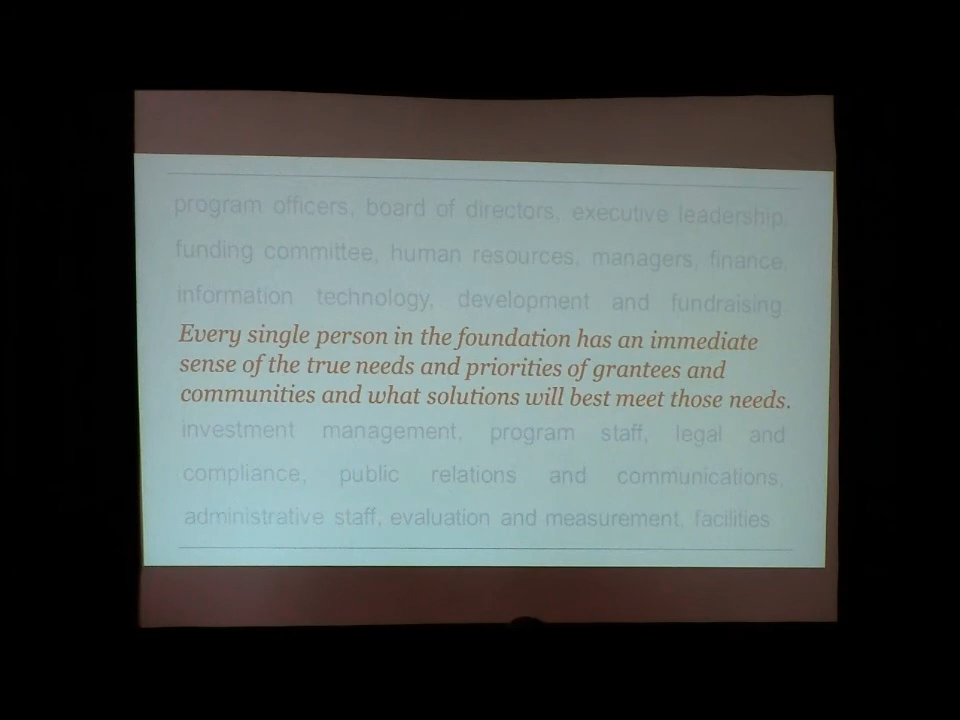 program officers, board of directors, executive leadership,
funding committee, human resources, managers, finance,
information technology, development and fundraising
Every single person in the foundation has an immediate
sense of the true needs and priorities of grantees and
communities and what solutions will best meet those needs.
investment management, program staff, legal and
compliance, public relations and communications,
administrative staff, evaluation and measurement, facilities